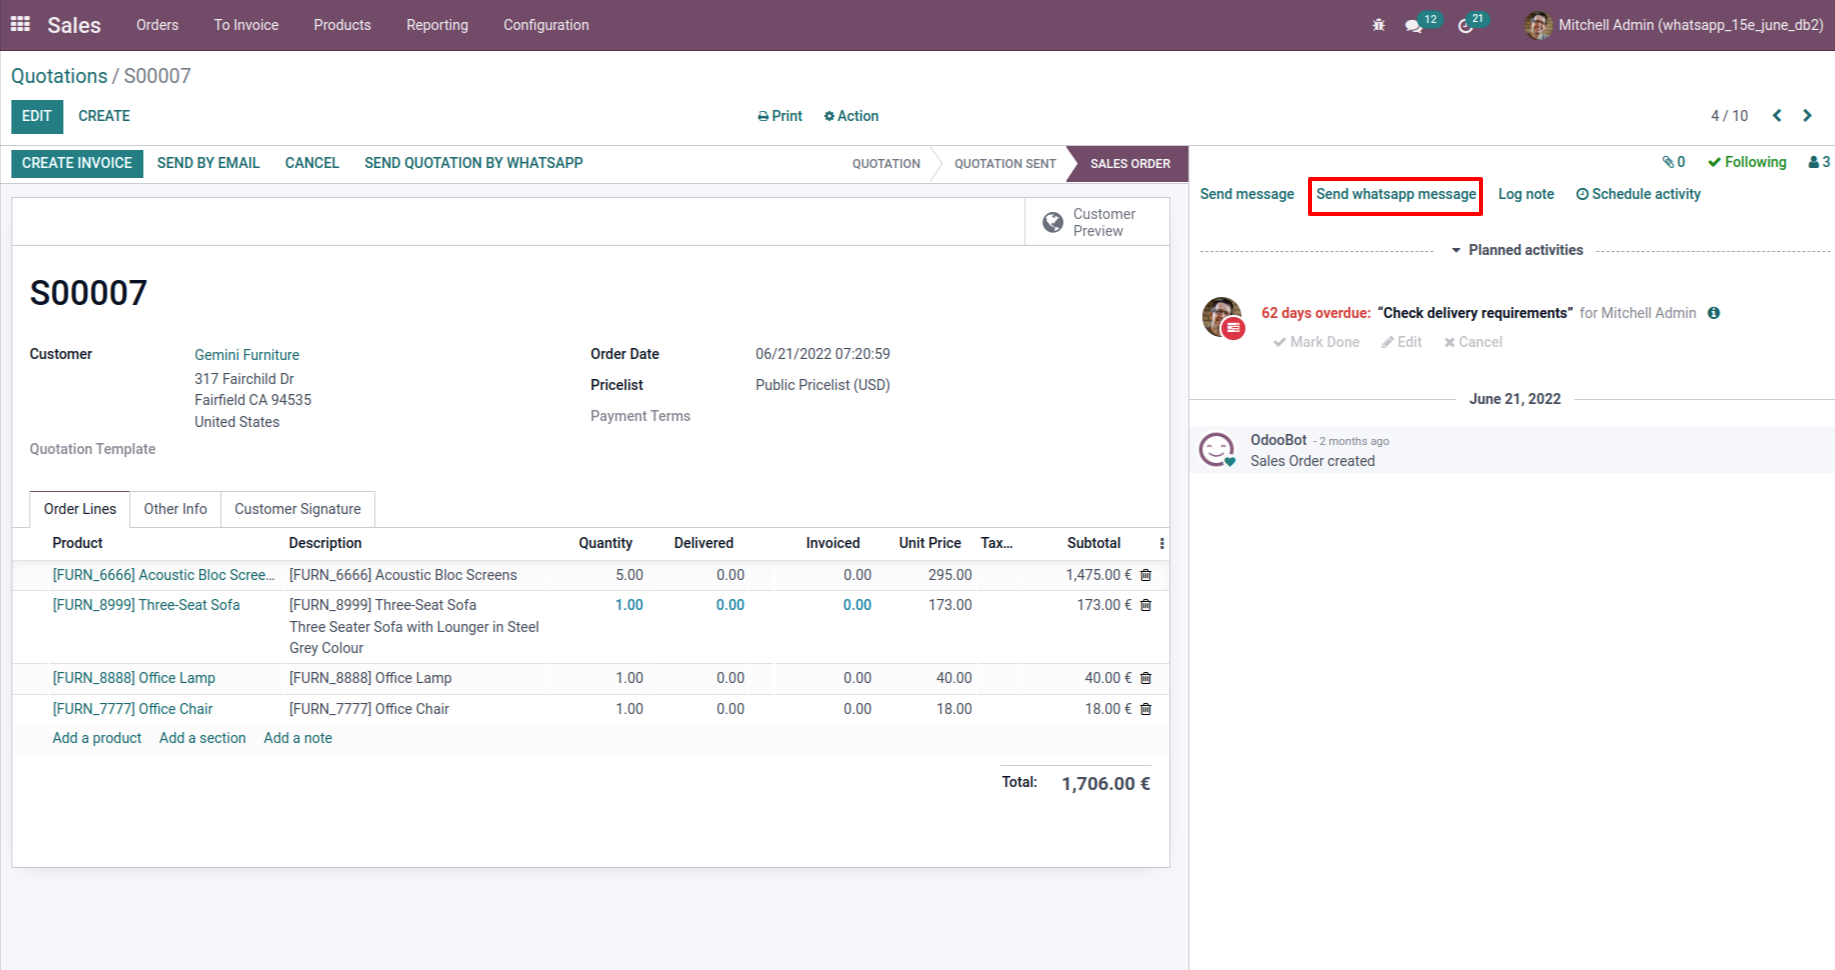 Sales Orders To Invoice Products Reporting Configuration 12 21 Mitchell Admin (whatsapp_15e_june_db2)
Quotations / S00007
EDIT CREATE Print Action 4 / 10
CREATE INVOICE SEND BY EMAIL CANCEL SEND QUOTATION BY WHATSAPP QUOTATION QUOTATION SENT SALES ORDER
0 Following 3
Send message Send whatsapp message Log note Schedule activity
Customer
Preview
Planned activities
S00007
62 days overdue: “Check delivery requirements” for Mitchell Admin
Mark Done Edit Cancel
Customer Gemini Furniture
317 Fairchild Dr
Fairfield CA 94535
United States
Order Date 06/21/2022 07:20:59
Pricelist Public Pricelist (USD)
Payment Terms
Quotation Template
June 21, 2022
OdooBot - 2 months ago
Sales Order created
Order Lines Other Info Customer Signature
Product Description Quantity Delivered Invoiced Unit Price Tax... Subtotal
[FURN_6666] Acoustic Bloc Scree... [FURN_6666] Acoustic Bloc Screens 5.00 0.00 0.00 295.00 1,475.00 €
[FURN_8999] Three-Seat Sofa [FURN_8999] Three-Seat Sofa 1.00 0.00 0.00 173.00 173.00 €
Three Seater Sofa with Lounger in Steel
Grey Colour
[FURN_8888] Office Lamp [FURN_8888] Office Lamp 1.00 0.00 0.00 40.00 40.00 €
[FURN_7777] Office Chair [FURN_7777] Office Chair 1.00 0.00 0.00 18.00 18.00 €
Add a product Add a section Add a note
Total: 1,706.00 €